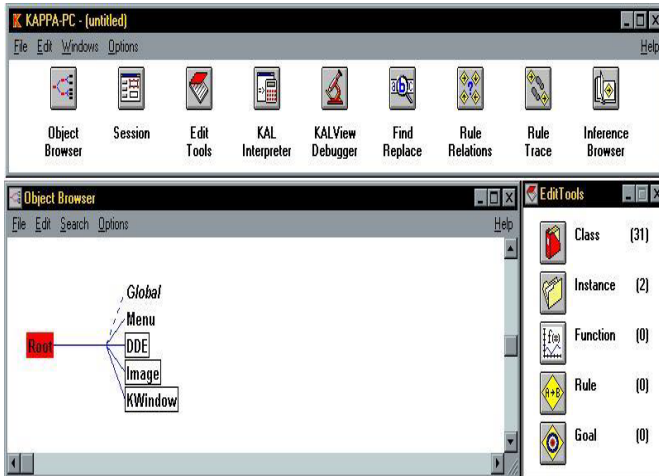 KAPPA-PC - (untitled)
File Edit Windows Options Help
Object Browser
Session
Edit Tools
KAL Interpreter
KALView Debugger
Find Replace
Rule Relations
Rule Trace
Inference Browser
Object Browser
File Edit Search Options Help
Global
Menu
Root
DDE
Image
KWindow
EditTools
Class (31)
Instance (2)
Function (0)
Rule (0)
Goal (0)